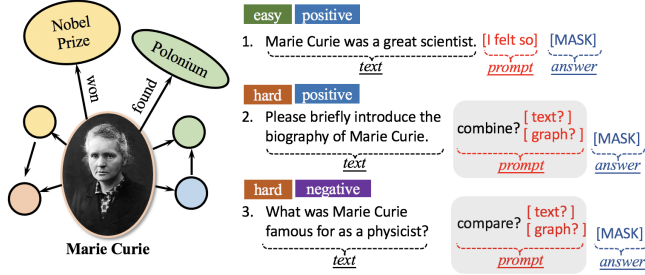 Nobel
Prize
Polonium
won
found
Marie Curie
easy positive
1. Marie Curie was a great scientist. [I felt so] [MASK]
text prompt answer
hard positive
2. Please briefly introduce the
biography of Marie Curie.
combine? [ text? ]
[ graph? ]
[MASK]
text prompt answer
hard negative
3. What was Marie Curie
famous for as a physicist?
compare? [ text? ]
[ graph? ]
[MASK]
text prompt answer